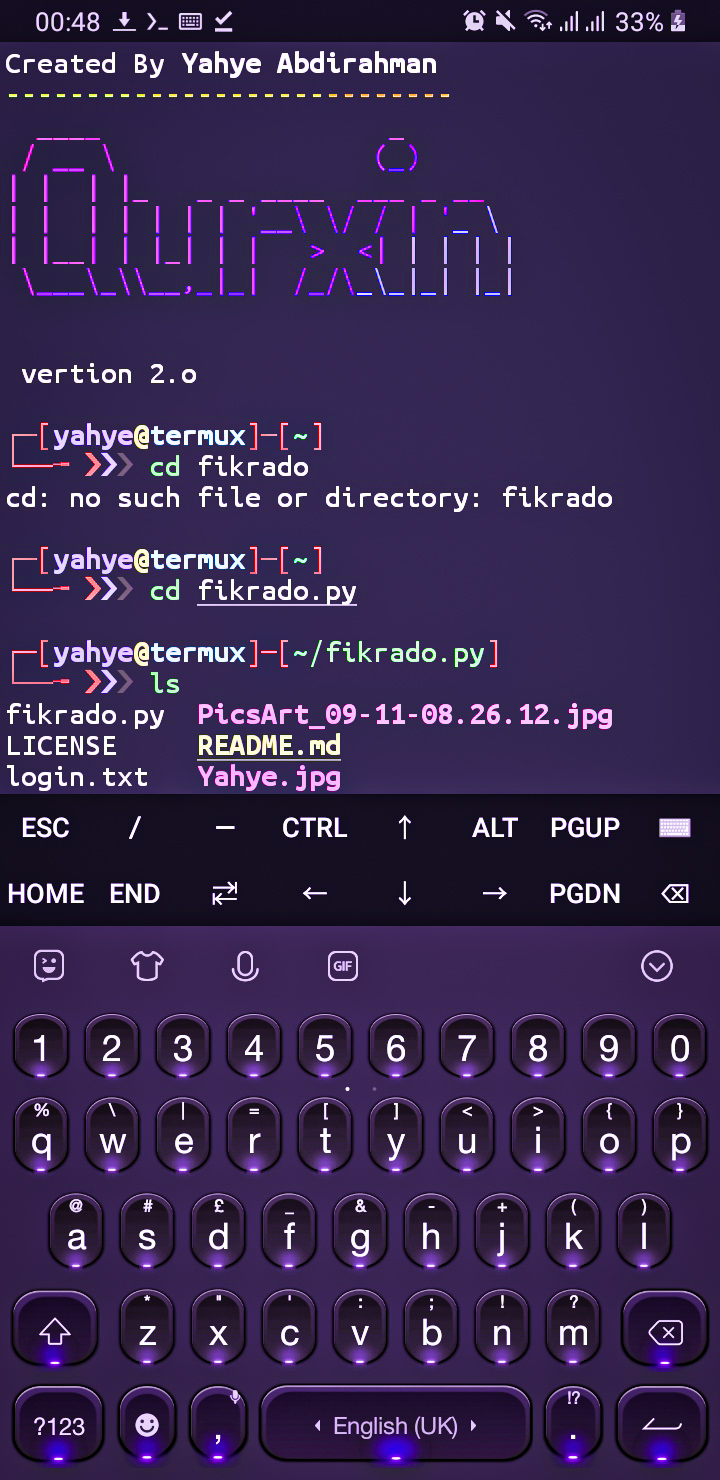 00:48 33%
Created By Yahye Abdirahman
----------------------------
Qurxin
vertion 2.o
[yahye@termux]-[~]
cd fikrado
cd: no such file or directory: fikrado
[yahye@termux]-[~]
cd fikrado.py
[yahye@termux]-[~/fikrado.py]
ls
fikrado.py PicsArt_09-11-08.26.12.jpg
LICENSE README.md
login.txt Yahye.jpg
ESC / — CTRL ↑ ALT PGUP
HOME END ⇄ ← ↓ → PGDN ⌫
GIF
1 2 3 4 5 6 7 8 9 0
% \ | = [ ] < > { }
q w e r t y u i o p
@ # £ _ & - + ( )
a s d f g h j k l
* " ' : ; ! ?
z x c v b n m
!?
?123 , English (UK) .